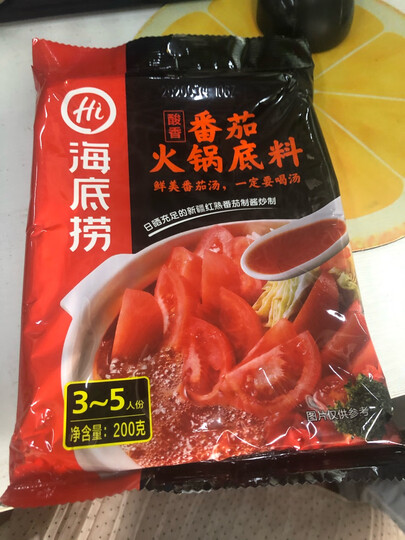 Hi
海底捞
酸香
番茄
火锅底料
鲜美番茄汤,一定要喝汤
日晒充足的新疆红熟番茄制酱炒制
3~5人份
净含量:200克
图片仅供参考